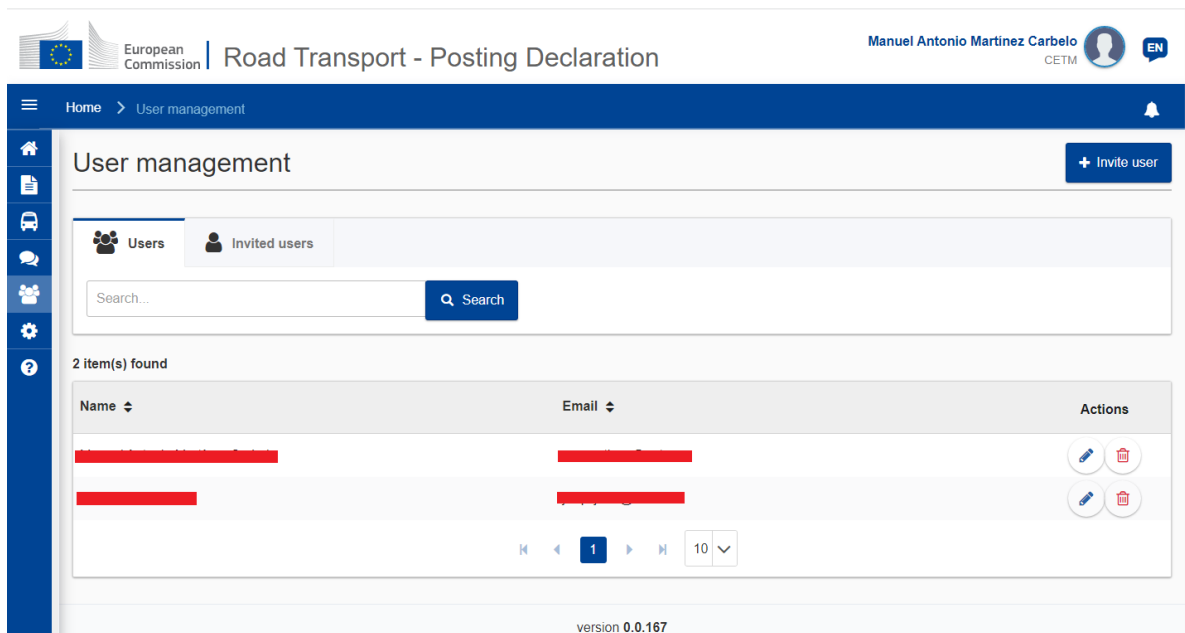 European
Commission
Road Transport - Posting Declaration
Manuel Antonio Martinez Carbelo
CETM
EN
Home > User management
User management
+ Invite user
Users
Invited users
Search...
Search
2 item(s) found
Name
Email
Actions
1
10
version 0.0.167